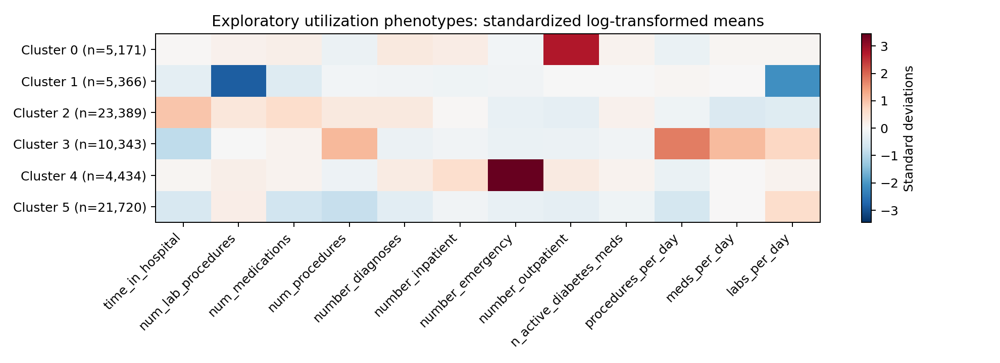 Exploratory utilization phenotypes: standardized log-transformed means
Cluster 0 (n=5,171)
Cluster 1 (n=5,366)
Cluster 2 (n=23,389)
Cluster 3 (n=10,343)
Cluster 4 (n=4,434)
Cluster 5 (n=21,720)
time_in_hospital
num_lab_procedures
num_medications
num_procedures
number_diagnoses
number_inpatient
number_emergency
number_outpatient
n_active_diabetes_meds
procedures_per_day
meds_per_day
labs_per_day
3
2
1
0
−1
−2
−3
Standard deviations